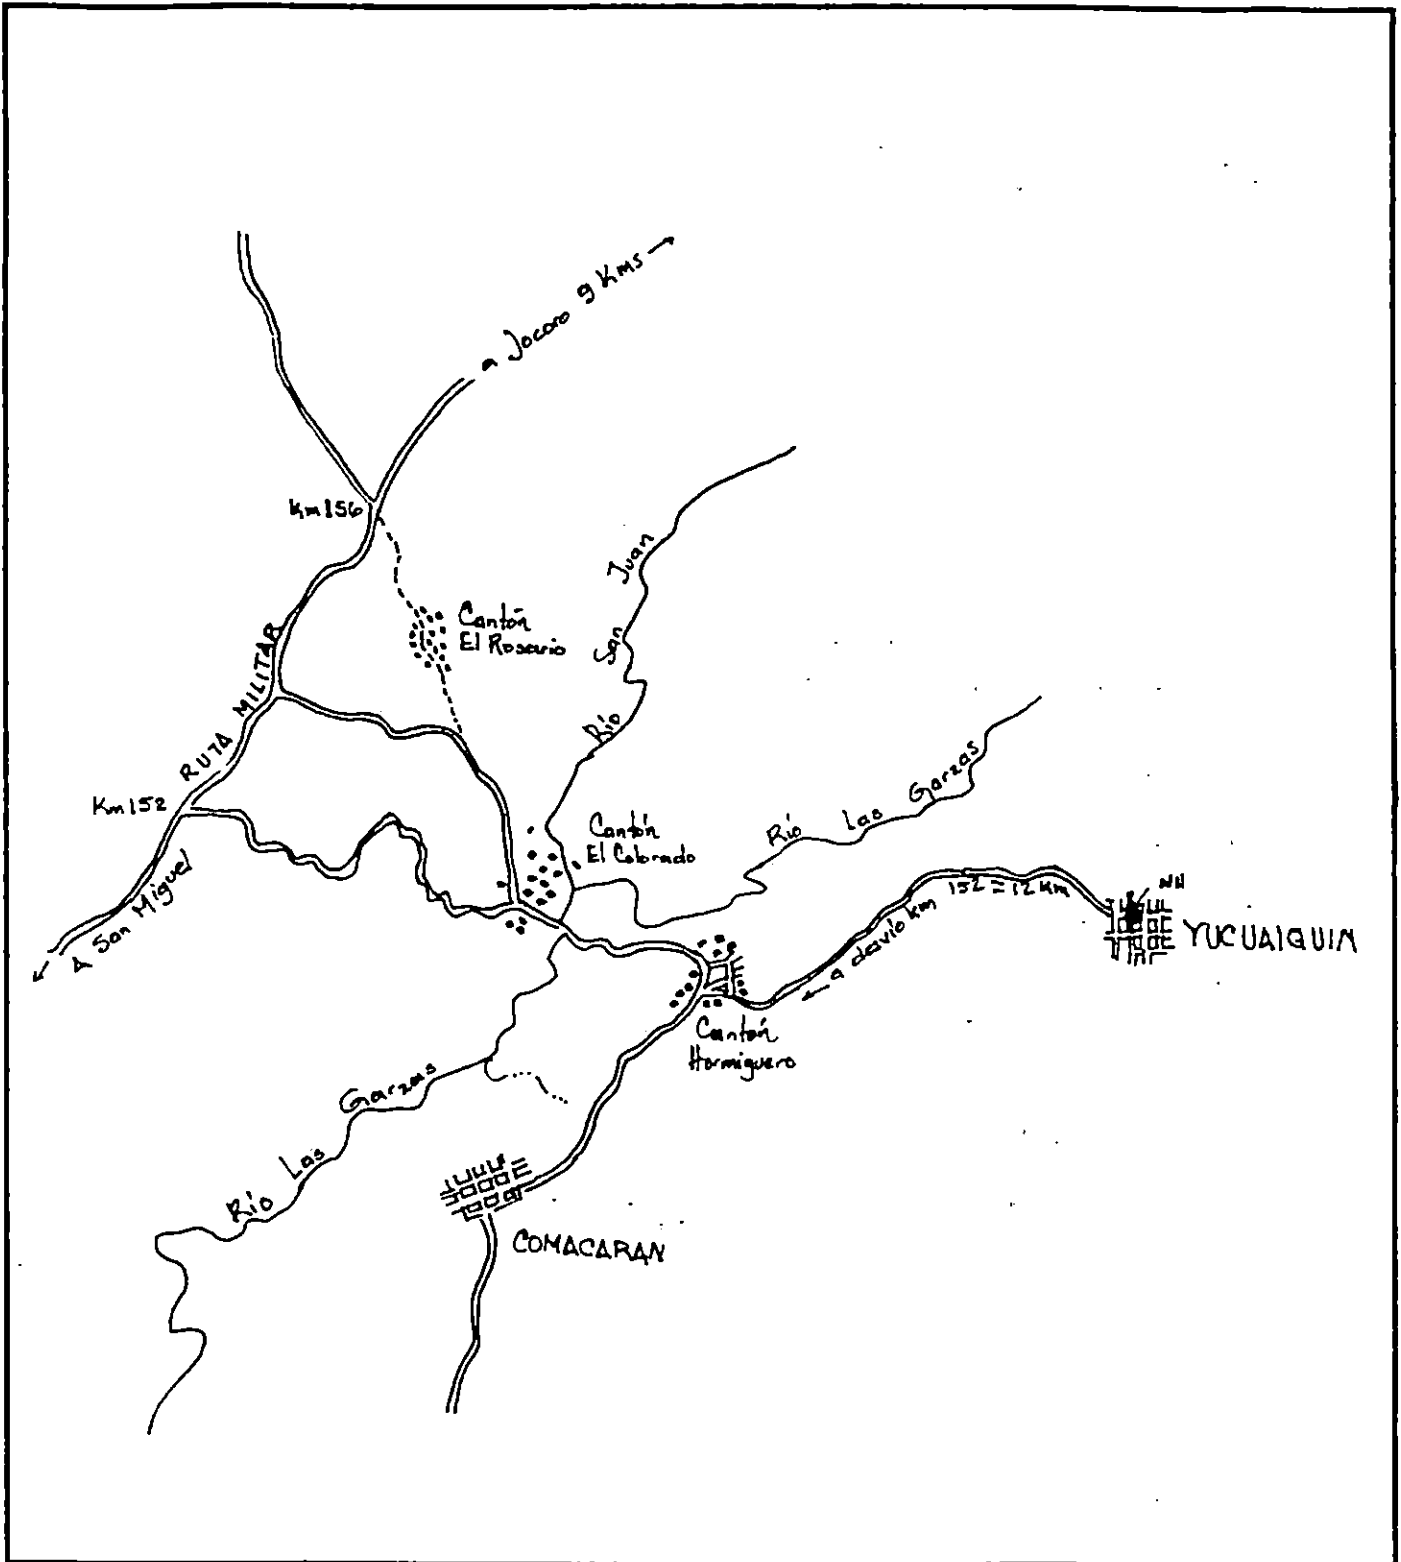 a Jocoro 9 Kms
Km 156
Río San Juan
Cantón
El Rosario
RUTA MILITAR
Río Las Garzas
Km 152
Cantón
El Colorado
A San Miguel
a desvío km 152 = 12 km
NH
YUCUAIQUIN
Cantón
Hormiguero
Río Las Garzas
COMACARAN